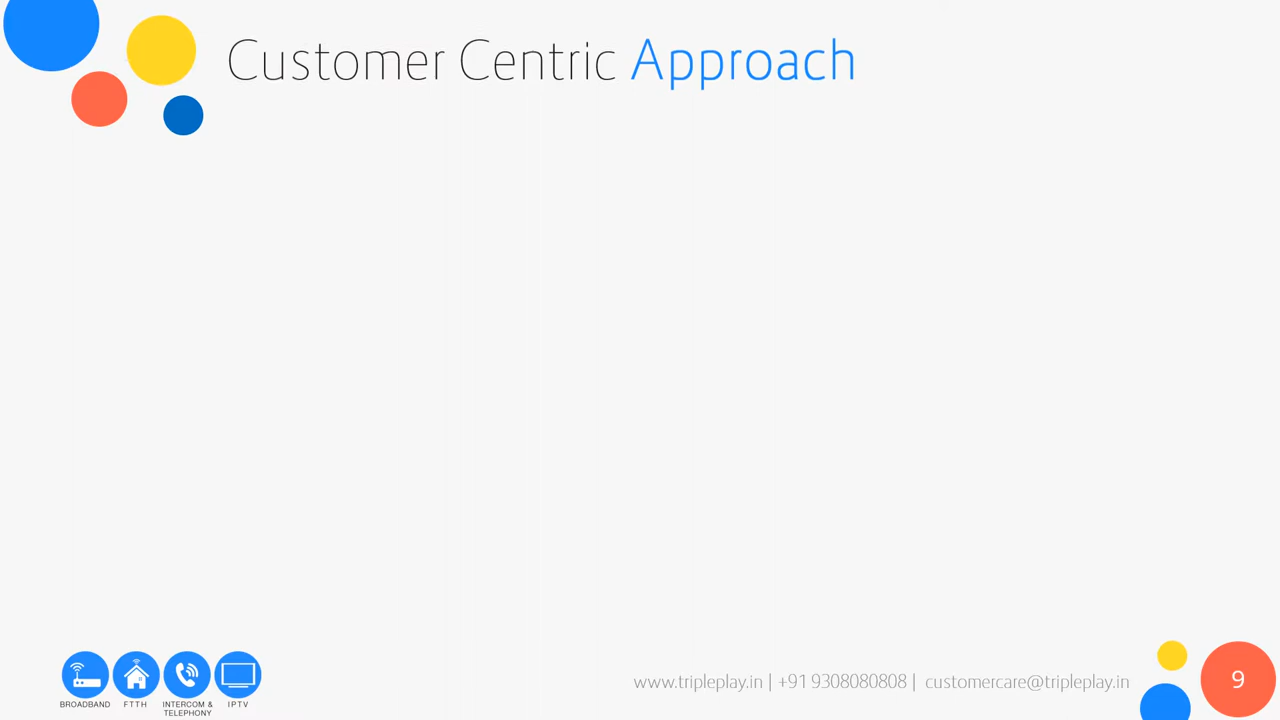 Customer Centric Approach
BROADBAND
FTTH
INTERCOM &
TELEPHONY
IPTV
www.tripleplay.in | +91 9308080808 | customercare@tripleplay.in
9